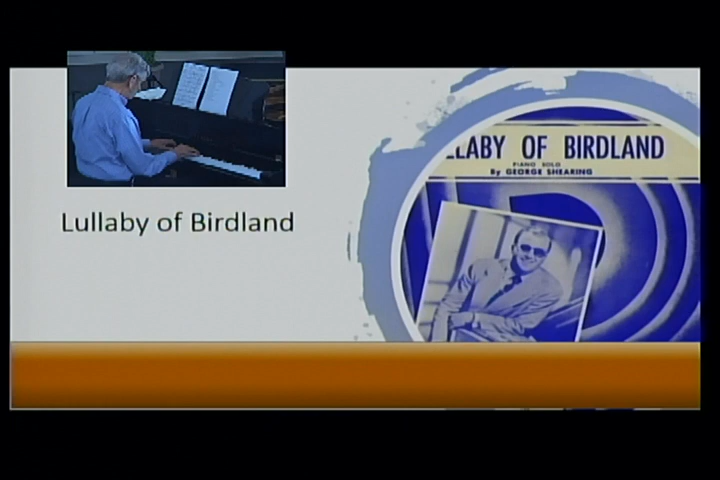 Lullaby of Birdland
LLABY OF BIRDLAND
PIANO SOLO
By GEORGE SHEARING